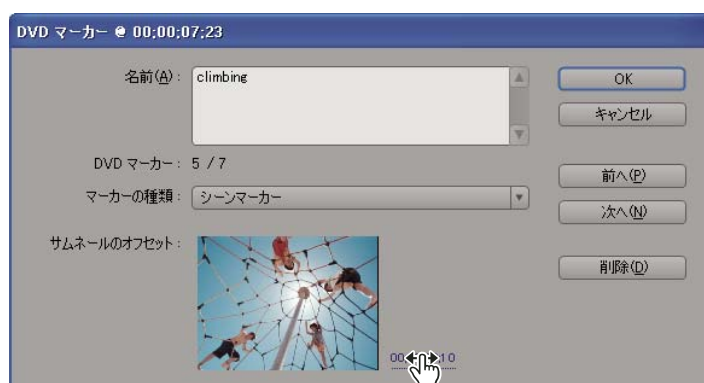 DVD マーカー @ 00;00;07;23
名前(A) : climbing
OK
キャンセル
DVD マーカー : 5 / 7
前へ(P)
マーカーの種類 : シーンマーカー
次へ(N)
サムネールのオフセット :
削除(D)
00 10